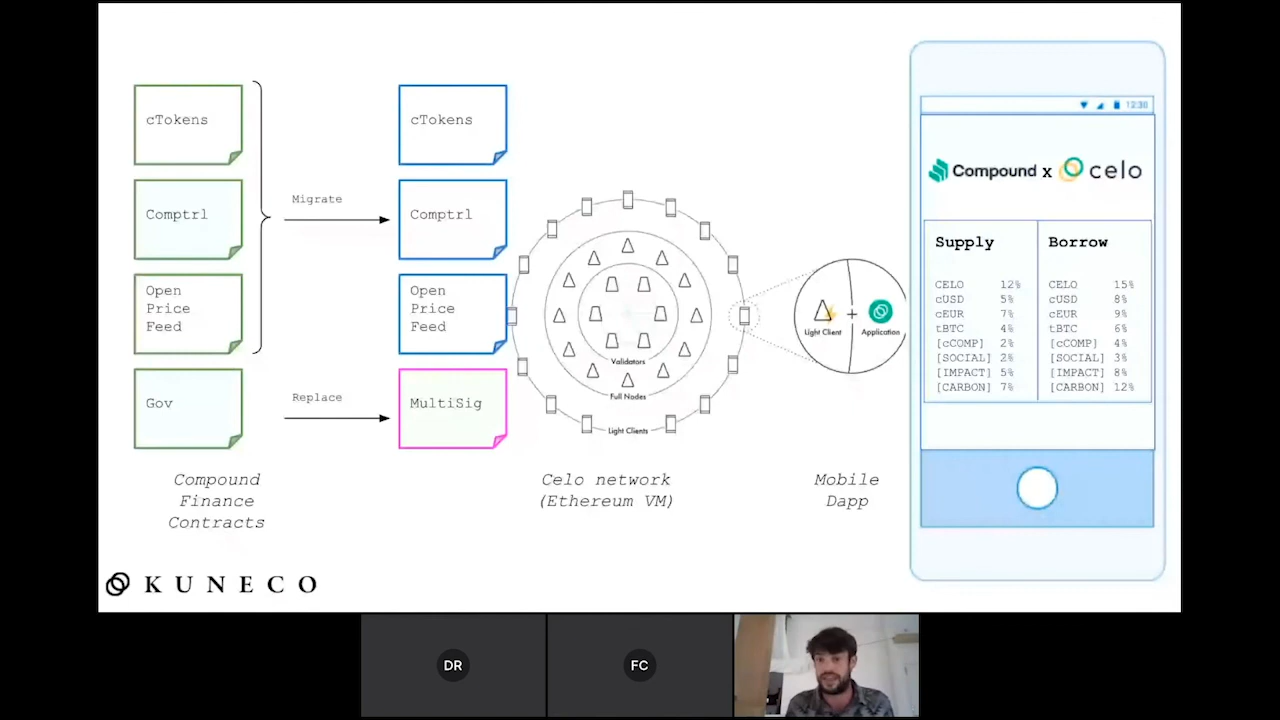 cTokens
Comptrl
Open
Price
Feed
Gov
Migrate
Replace
cTokens
Comptrl
Open
Price
Feed
MultiSig
Compound
Finance
Contracts
Validators
Full Nodes
Light Clients
Celo network
(Ethereum VM)
Light Client
+
Application
Mobile
Dapp
12:30
Compound x celo
Supply
CELO 12%
cUSD 5%
cEUR 7%
tBTC 4%
[cCOMP] 2%
[SOCIAL] 2%
[IMPACT] 5%
[CARBON] 7%
Borrow
CELO 15%
cUSD 8%
cEUR 9%
tBTC 6%
[cCOMP] 4%
[SOCIAL] 3%
[IMPACT] 8%
[CARBON] 12%
KUNECO
DR
FC